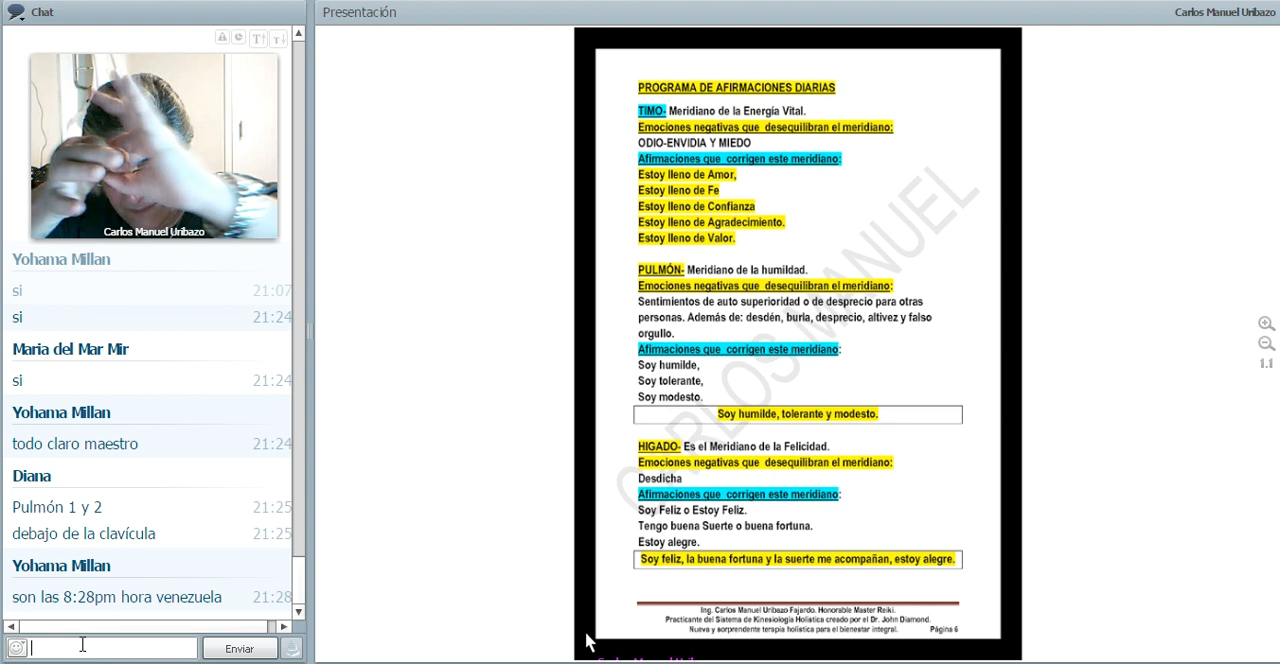 Chat
Carlos Manuel Uribazo
Yohama Millan
si 21:07
si 21:24
Maria del Mar Mir
si 21:24
Yohama Millan
todo claro maestro 21:24
Diana
Pulmón 1 y 2 21:25
debajo de la clavícula 21:25
Yohama Millan
son las 8:28pm hora venezuela 21:28
Enviar
Presentación
Carlos Manuel Uribazo
PROGRAMA DE AFIRMACIONES DIARIAS
TIMO- Meridiano de la Energía Vital.
Emociones negativas que desequilibran el meridiano:
ODIO-ENVIDIA Y MIEDO
Afirmaciones que corrigen este meridiano:
Estoy lleno de Amor,
Estoy lleno de Fe
Estoy lleno de Confianza
Estoy lleno de Agradecimiento.
Estoy lleno de Valor.
PULMÓN- Meridiano de la humildad.
Emociones negativas que desequilibran el meridiano:
Sentimientos de auto superioridad o de desprecio para otras
personas. Además de: desdén, burla, desprecio, altivez y falso
orgullo.
Afirmaciones que corrigen este meridiano:
Soy humilde,
Soy tolerante,
Soy modesto.
Soy humilde, tolerante y modesto.
HIGADO- Es el Meridiano de la Felicidad.
Emociones negativas que desequilibran el meridiano:
Desdicha
Afirmaciones que corrigen este meridiano:
Soy Feliz o Estoy Feliz.
Tengo buena Suerte o buena fortuna.
Estoy alegre.
Soy feliz, la buena fortuna y la suerte me acompañan, estoy alegre.
Ing. Carlos Manuel Uribazo Fajardo. Honorable Master Reiki.
Practicante del Sistema de Kinesiología Holística creado por el Dr. John Diamond.
Nueva y sorprendente terapia holística para el bienestar integral. Página 6
CARLOS MANUEL
1.1